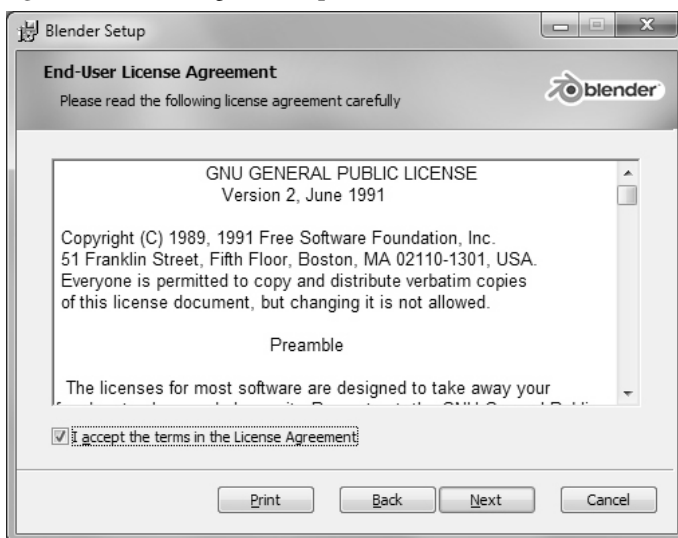 Blender Setup
End-User License Agreement
Please read the following license agreement carefully
blender
GNU GENERAL PUBLIC LICENSE
Version 2, June 1991
Copyright (C) 1989, 1991 Free Software Foundation, Inc.
51 Franklin Street, Fifth Floor, Boston, MA 02110-1301, USA.
Everyone is permitted to copy and distribute verbatim copies
of this license document, but changing it is not allowed.
Preamble
The licenses for most software are designed to take away your
I accept the terms in the License Agreement
Print
Back
Next
Cancel